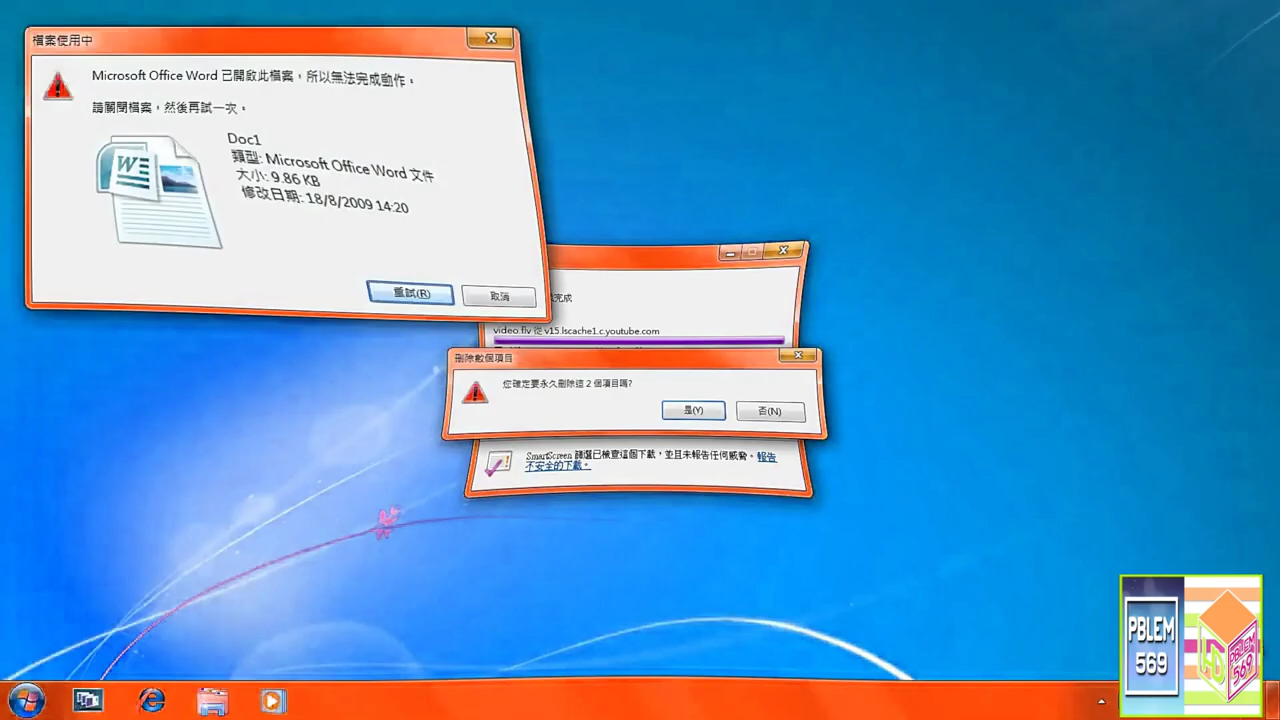 檔案使用中
Microsoft Office Word 已開啟此檔案，所以無法完成動作。
請關閉檔案，然後再試一次。
Doc1
類型: Microsoft Office Word 文件
大小: 9.86 KB
修改日期: 18/8/2009 14:20
重試(R)
取消
完成
video.flv 從 v15.lscache1.c.youtube.com
刪除數個項目
您確定要永久刪除這 2 個項目嗎?
是(Y)
否(N)
SmartScreen 篩選已檢查這個下載，並且未報告任何威脅。報告
不安全的下載。
PBLEM
569
PBLEM
569